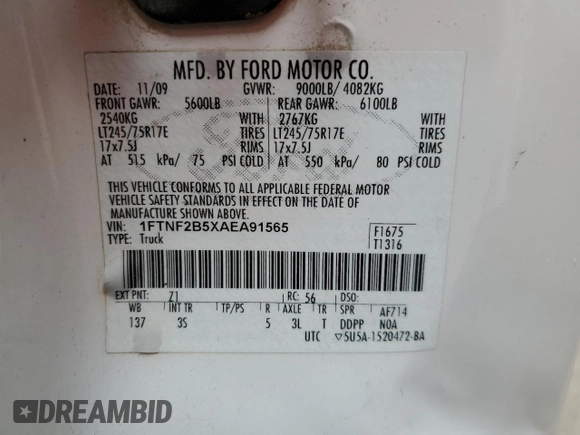 MFD. BY FORD MOTOR CO.
DATE: 11/09 GVWR: 9000LB/ 4082KG
FRONT GAWR: 5600LB REAR GAWR: 6100LB
2540KG WITH 2767KG WITH
LT245/75R17E TIRES LT245/75R17E TIRES
17x7.5J RIMS 17x7.5J RIMS
AT 515 kPa/ 75 PSI COLD AT 550 kPa/ 80 PSI COLD
THIS VEHICLE CONFORMS TO ALL APPLICABLE FEDERAL MOTOR
VEHICLE SAFETY STANDARDS IN EFFECT ON THE DATE OF
MANUFACTURE SHOWN ABOVE.
VIN: 1FTNF2B5XAEA91565 F1675
TYPE: Truck T1316
EXT PNT: Z1 RC: 56 DSO:
WB INT TR TP/PS R AXLE TR SPR AF714
137 3S 5 3L T DDPP NOA
UTC ▽5U5A-1520472-BA
DREAMBID